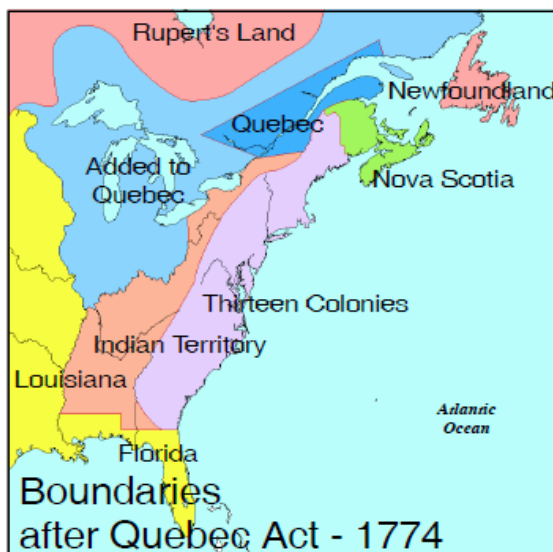 Rupert's Land
Newfoundland
Quebec
Added to
Quebec
Nova Scotia
Thirteen Colonies
Indian Territory
Louisiana
Atlantic
Ocean
Florida
Boundaries
after Quebec Act - 1774